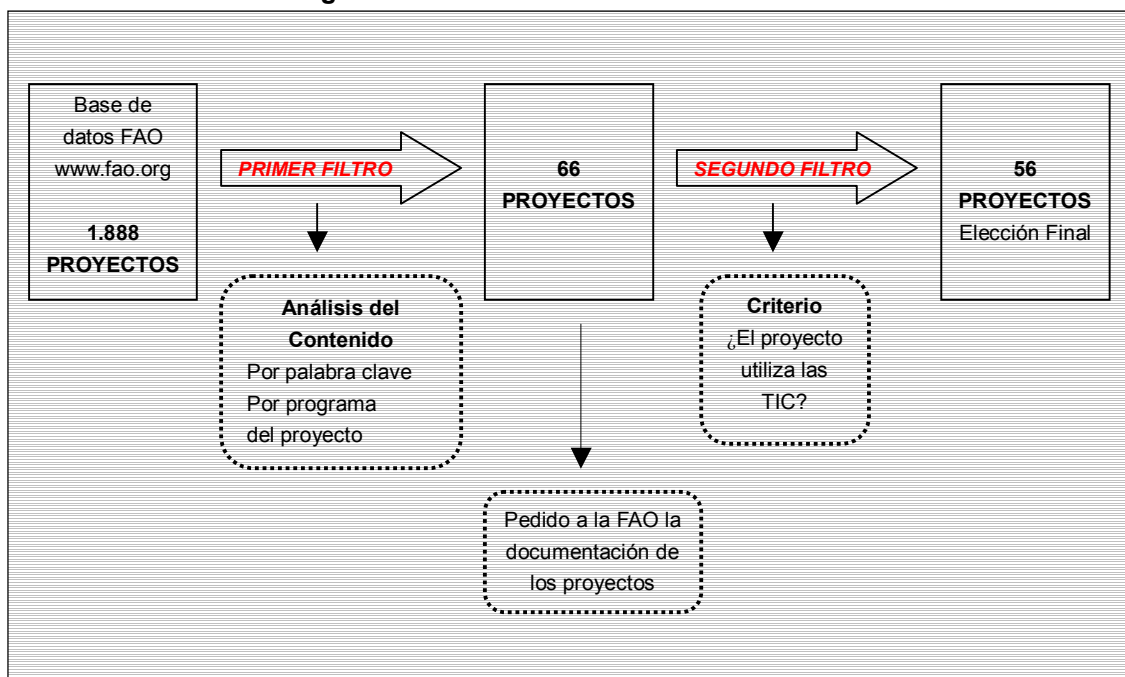 Base de
datos FAO
www.fao.org
1.888
PROYECTOS
PRIMER FILTRO
66
PROYECTOS
SEGUNDO FILTRO
56
PROYECTOS
Elección Final
Análisis del
Contenido
Por palabra clave
Por programa
del proyecto
Criterio
¿El proyecto
utiliza las
TIC?
Pedido a la FAO la
documentación de
los proyectos